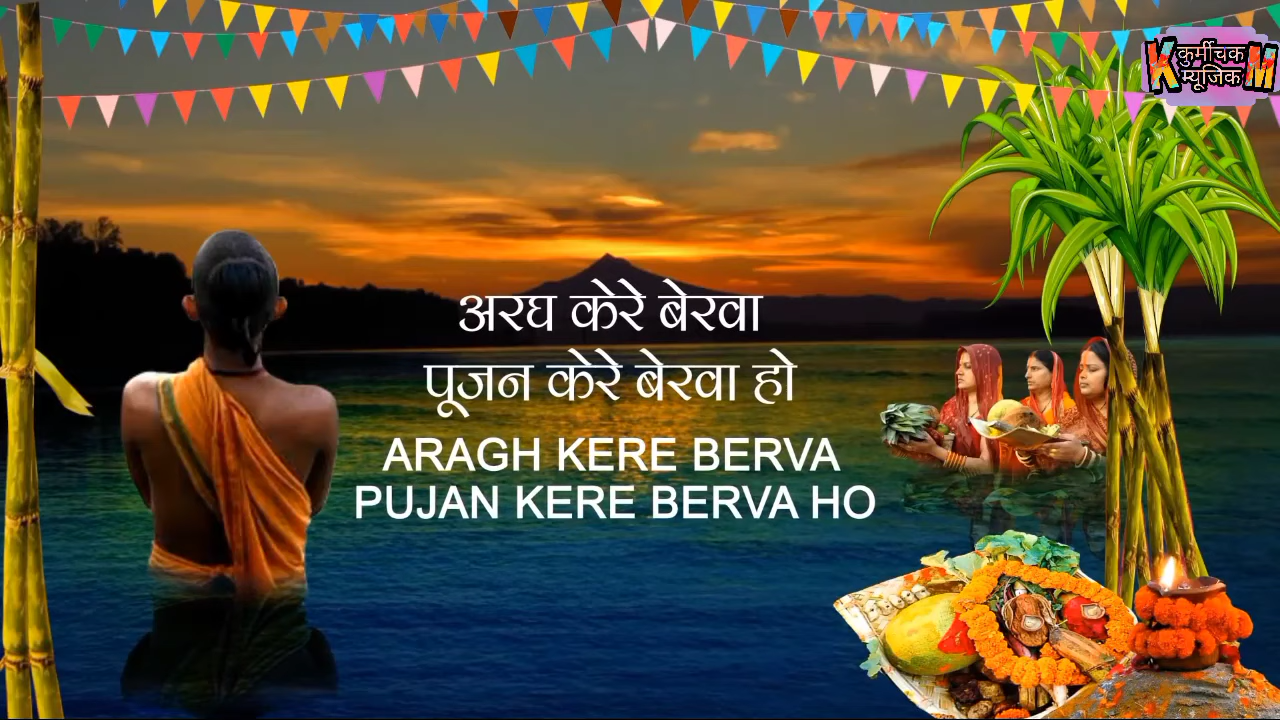 K कुर्मीचक म्यूजिक M
अरघ केरे बेरवा
पूजन केरे बेरवा हो
ARAGH KERE BERVA
PUJAN KERE BERVA HO